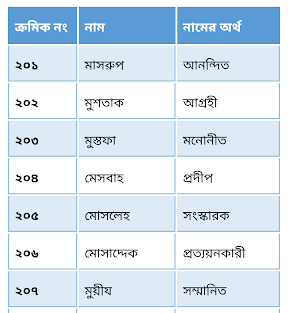 ক্রমিক নং নাম নামের অর্থ
২০১ মাসরুপ আনন্দিত
২০২ মুশতাক আগ্রহী
২০৩ মুস্তফা মনোনীত
২০৪ মেসবাহ প্রদীপ
২০৫ মোসলেহ সংস্কারক
২০৬ মোসাদ্দেক প্রত্যয়নকারী
২০৭ মুয়ীয সম্মানিত